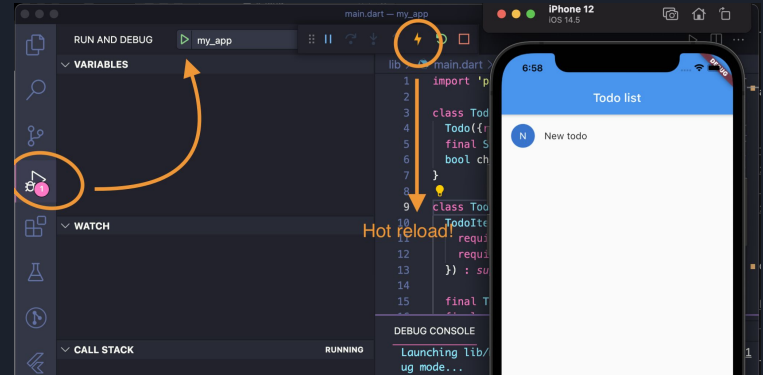 main.dart — my_app
iPhone 12
iOS 14.5
RUN AND DEBUG
my_app
VARIABLES
lib
main.dart
1 import 'p
2
3 class Tod
4 Todo({
5 final S
6 bool ch
7 }
8
9 class Too
10 TodoIte
11 requi
12 requi
13 }) : su
14
15 final T
Hot reload!
WATCH
CALL STACK
RUNNING
DEBUG CONSOLE
Launching lib/
ug mode...
1
1
6:58
Todo list
N
New todo